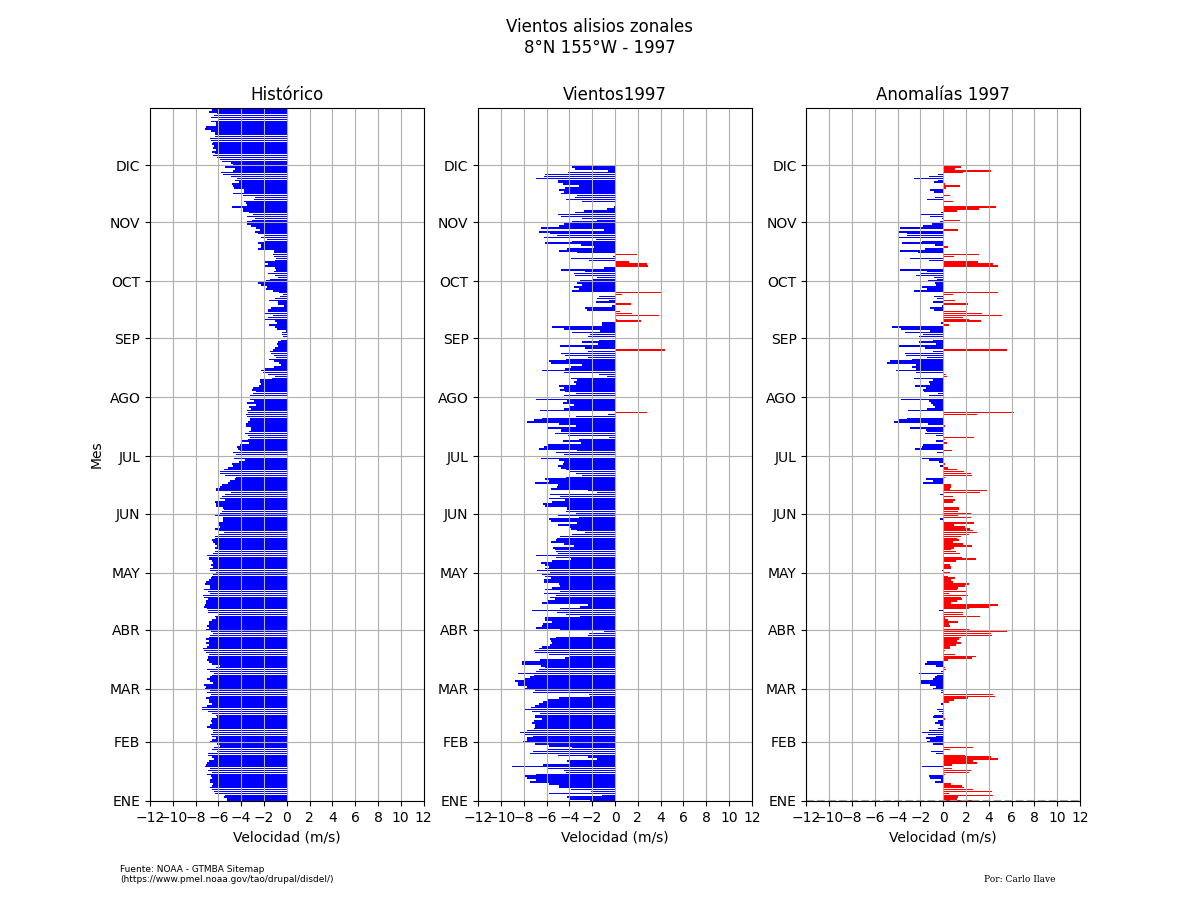 Vientos alisios zonales
8°N 155°W - 1997
Histórico
Vientos1997
Anomalías 1997
Mes
DIC
NOV
OCT
SEP
AGO
JUL
JUN
MAY
ABR
MAR
FEB
ENE
−12 −10 −8 −6 −4 −2 0 2 4 6 8 10 12
Velocidad (m/s)
DIC
NOV
OCT
SEP
AGO
JUL
JUN
MAY
ABR
MAR
FEB
ENE
−12 −10 −8 −6 −4 −2 0 2 4 6 8 10 12
Velocidad (m/s)
DIC
NOV
OCT
SEP
AGO
JUL
JUN
MAY
ABR
MAR
FEB
ENE
−12 −10 −8 −6 −4 −2 0 2 4 6 8 10 12
Velocidad (m/s)
Fuente: NOAA - GTMBA Sitemap
(https://www.pmel.noaa.gov/tao/drupal/disdel/)
Por: Carlo Ilave